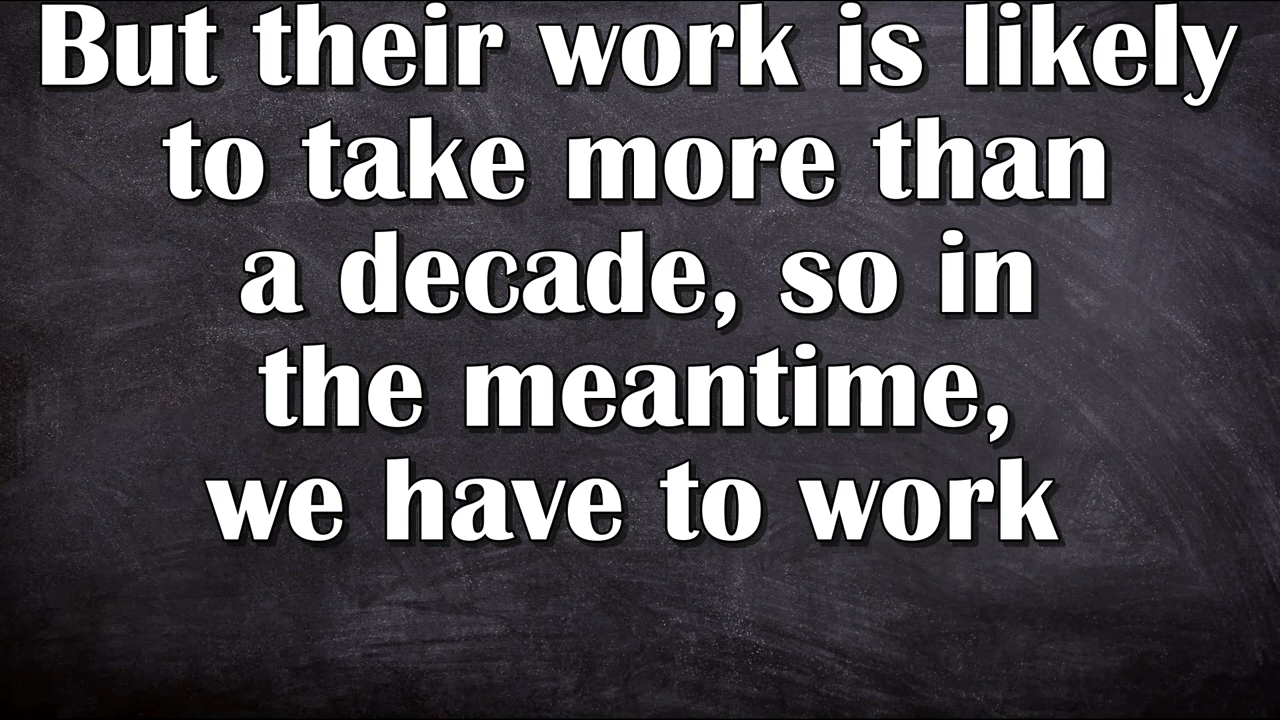 But their work is likely
to take more than
a decade, so in
the meantime,
we have to work